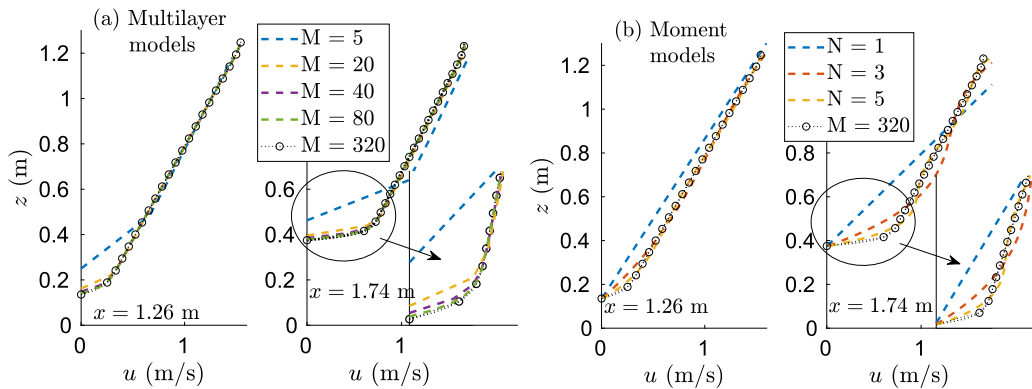 (a) Multilayer
models
M = 5
M = 20
M = 40
M = 80
M = 320
z (m)
1.2
1
0.8
0.6
0.4
0.2
0
0.6
0.4
0.2
0
x = 1.26 m
x = 1.74 m
0
1
0
1
u (m/s)
u (m/s)
(b) Moment
models
N = 1
N = 3
N = 5
M = 320
z (m)
1.2
1
0.8
0.6
0.4
0.2
0
0.8
0.6
0.4
0.2
0
x = 1.26 m
x = 1.74 m
0
1
0
1
u (m/s)
u (m/s)